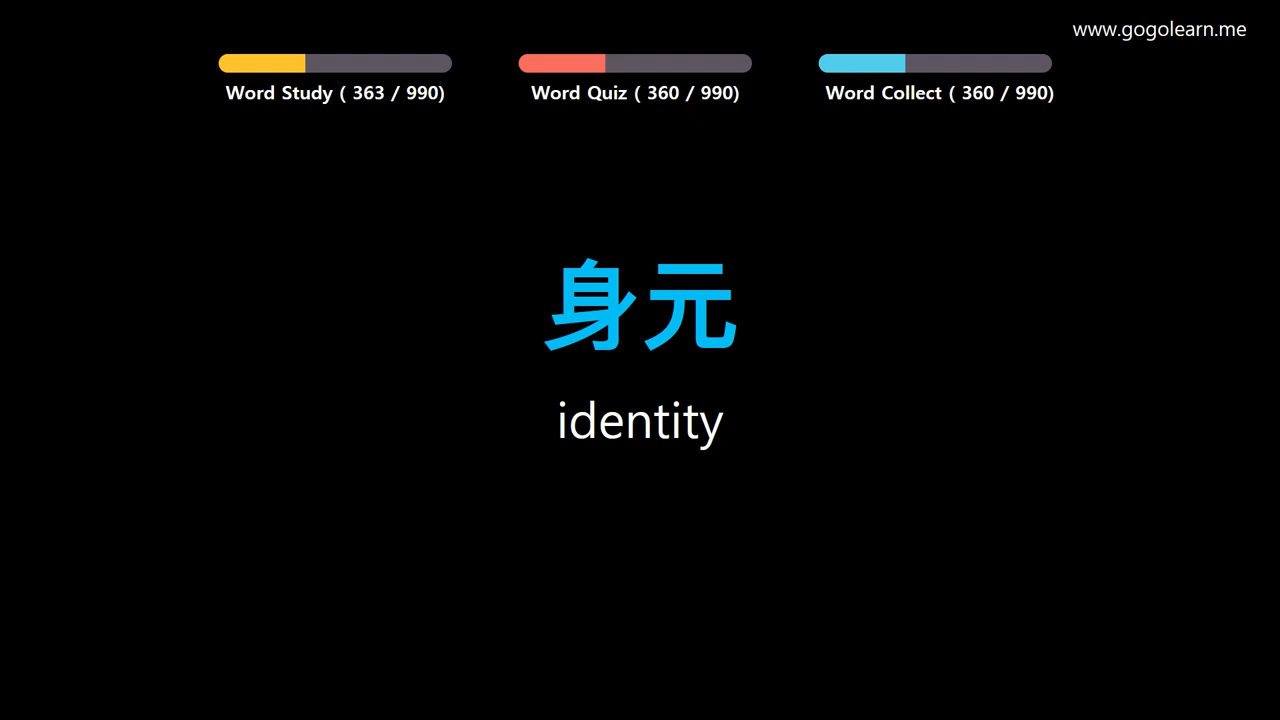 www.gogolearn.me
Word Study ( 363 / 990)
Word Quiz ( 360 / 990)
Word Collect ( 360 / 990)
身元
identity